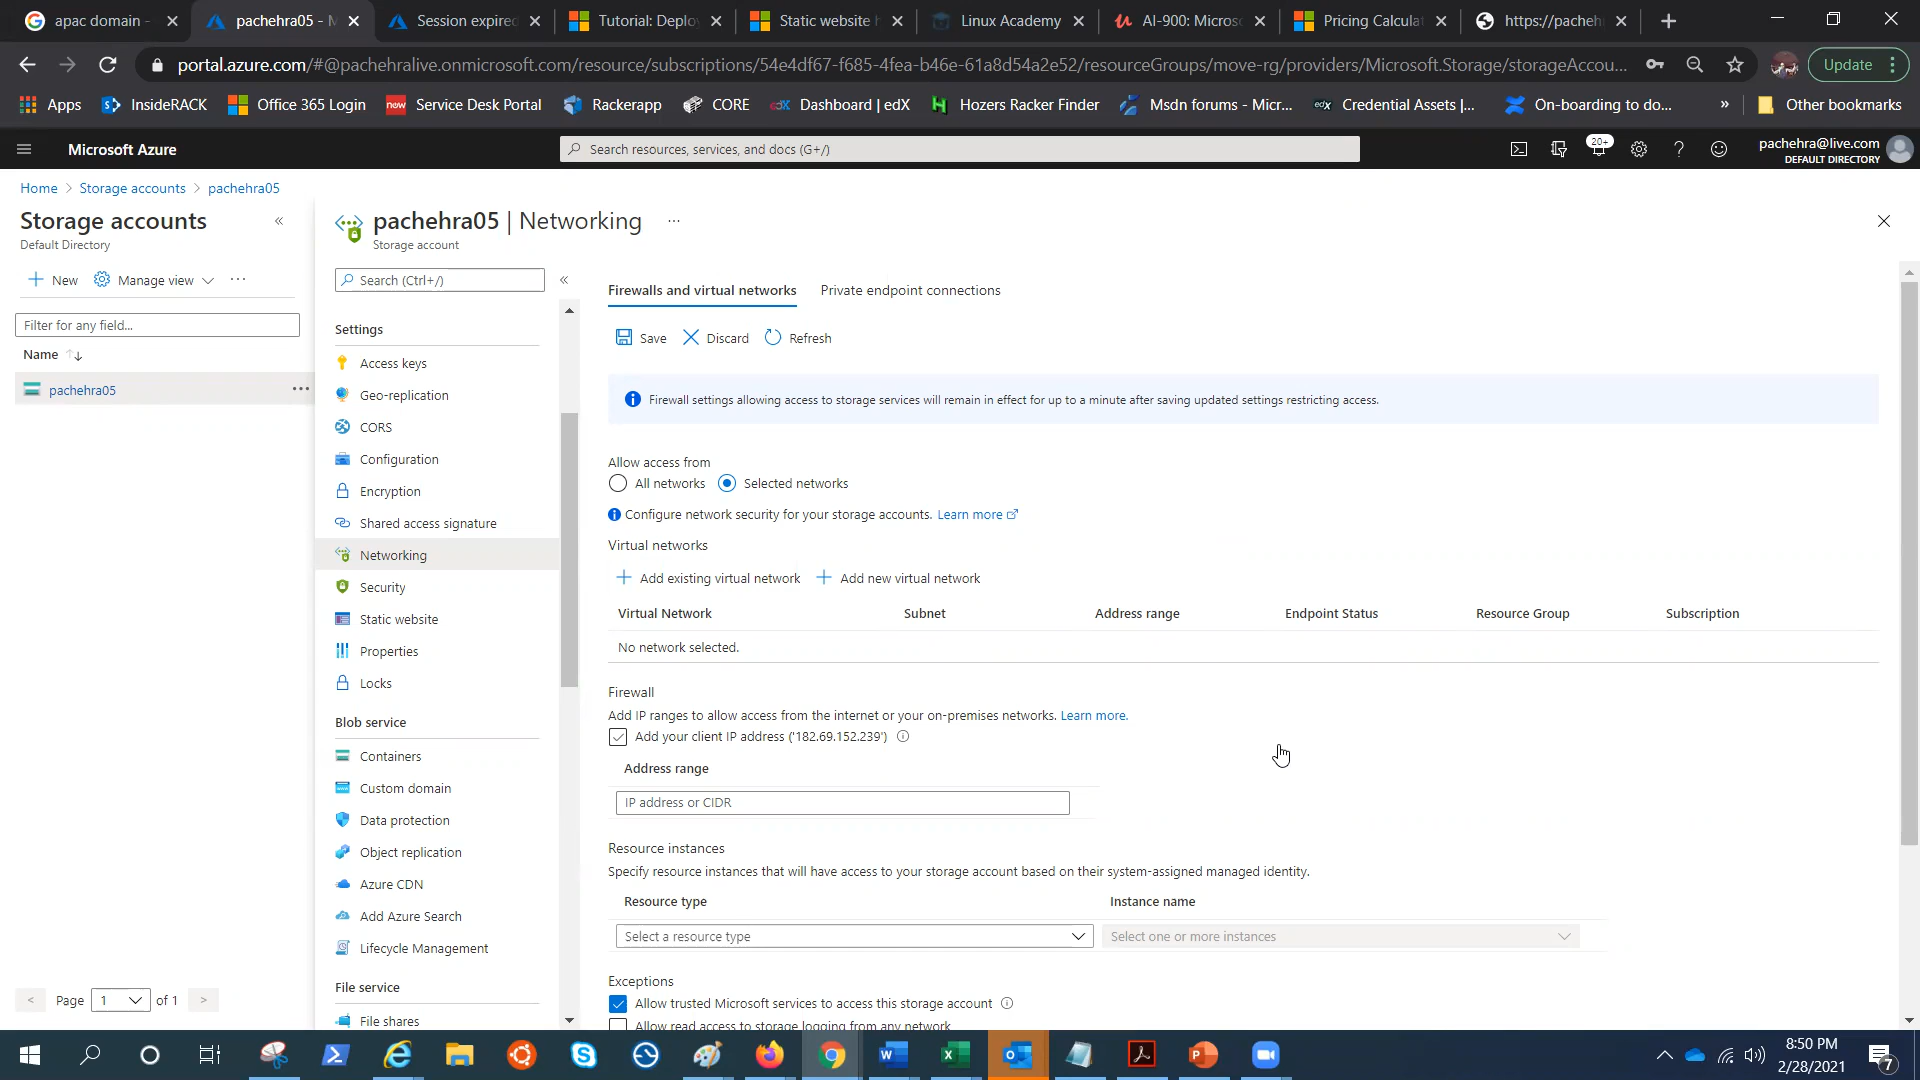 apac domain -
pachehra05 - M
Session expired
Tutorial: Deplo
Static website h
Linux Academy
AI-900: Micros
Pricing Calcula
https://pacheh
portal.azure.com/#@pachehralive.onmicrosoft.com/resource/subscriptions/54e4df67-f685-4fea-b46e-61a8d54a2e52/resourceGroups/move-rg/providers/Microsoft.Storage/storageAccou...
Update
Apps
InsideRACK
Office 365 Login
now
Service Desk Portal
Rackerapp
CORE
Dashboard | edX
Hozers Racker Finder
Msdn forums - Micr...
edX
Credential Assets |...
On-boarding to do...
»
Other bookmarks
Microsoft Azure
Search resources, services, and docs (G+/)
20+
pachehra@live.com
DEFAULT DIRECTORY
Home > Storage accounts > pachehra05
Storage accounts
«
Default Directory
+ New
Manage view
...
Filter for any field...
Name ↑↓
pachehra05
...
< Page 1 of 1 >
pachehra05 | Networking
...
Storage account
Search (Ctrl+/)
«
Settings
Access keys
Geo-replication
CORS
Configuration
Encryption
Shared access signature
Networking
Security
Static website
Properties
Locks
Blob service
Containers
Custom domain
Data protection
Object replication
Azure CDN
Add Azure Search
Lifecycle Management
File service
File shares
Firewalls and virtual networks
Private endpoint connections
Save
Discard
Refresh
Firewall settings allowing access to storage services will remain in effect for up to a minute after saving updated settings restricting access.
Allow access from
All networks
Selected networks
Configure network security for your storage accounts. Learn more
Virtual networks
+ Add existing virtual network
+ Add new virtual network
Virtual Network
Subnet
Address range
Endpoint Status
Resource Group
Subscription
No network selected.
Firewall
Add IP ranges to allow access from the internet or your on-premises networks. Learn more.
Add your client IP address ('182.69.152.239')
Address range
IP address or CIDR
Resource instances
Specify resource instances that will have access to your storage account based on their system-assigned managed identity.
Resource type
Instance name
Select a resource type
Select one or more instances
Exceptions
Allow trusted Microsoft services to access this storage account
Allow read access to storage logging from any network
8:50 PM
2/28/2021
7